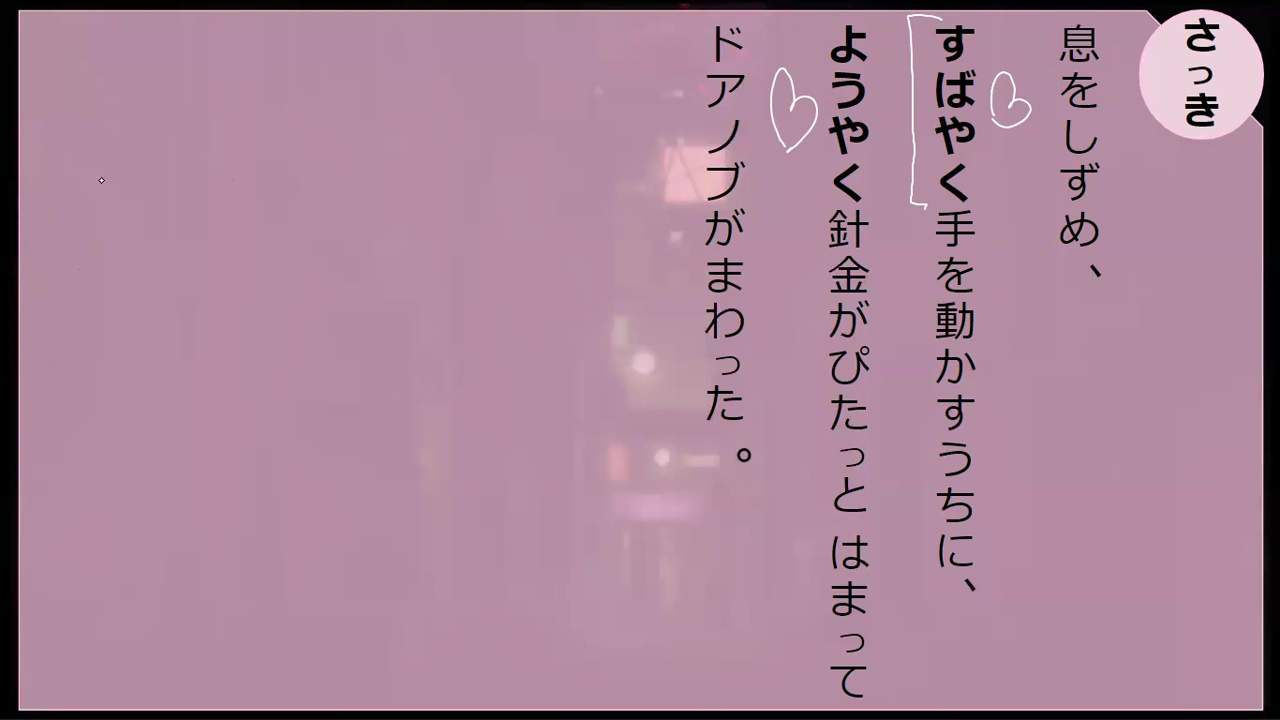 さっき
息をしずめ、
すばやく手を動かすうちに、
ようやく針金がぴたっと はまって
ドアノブがまわった。